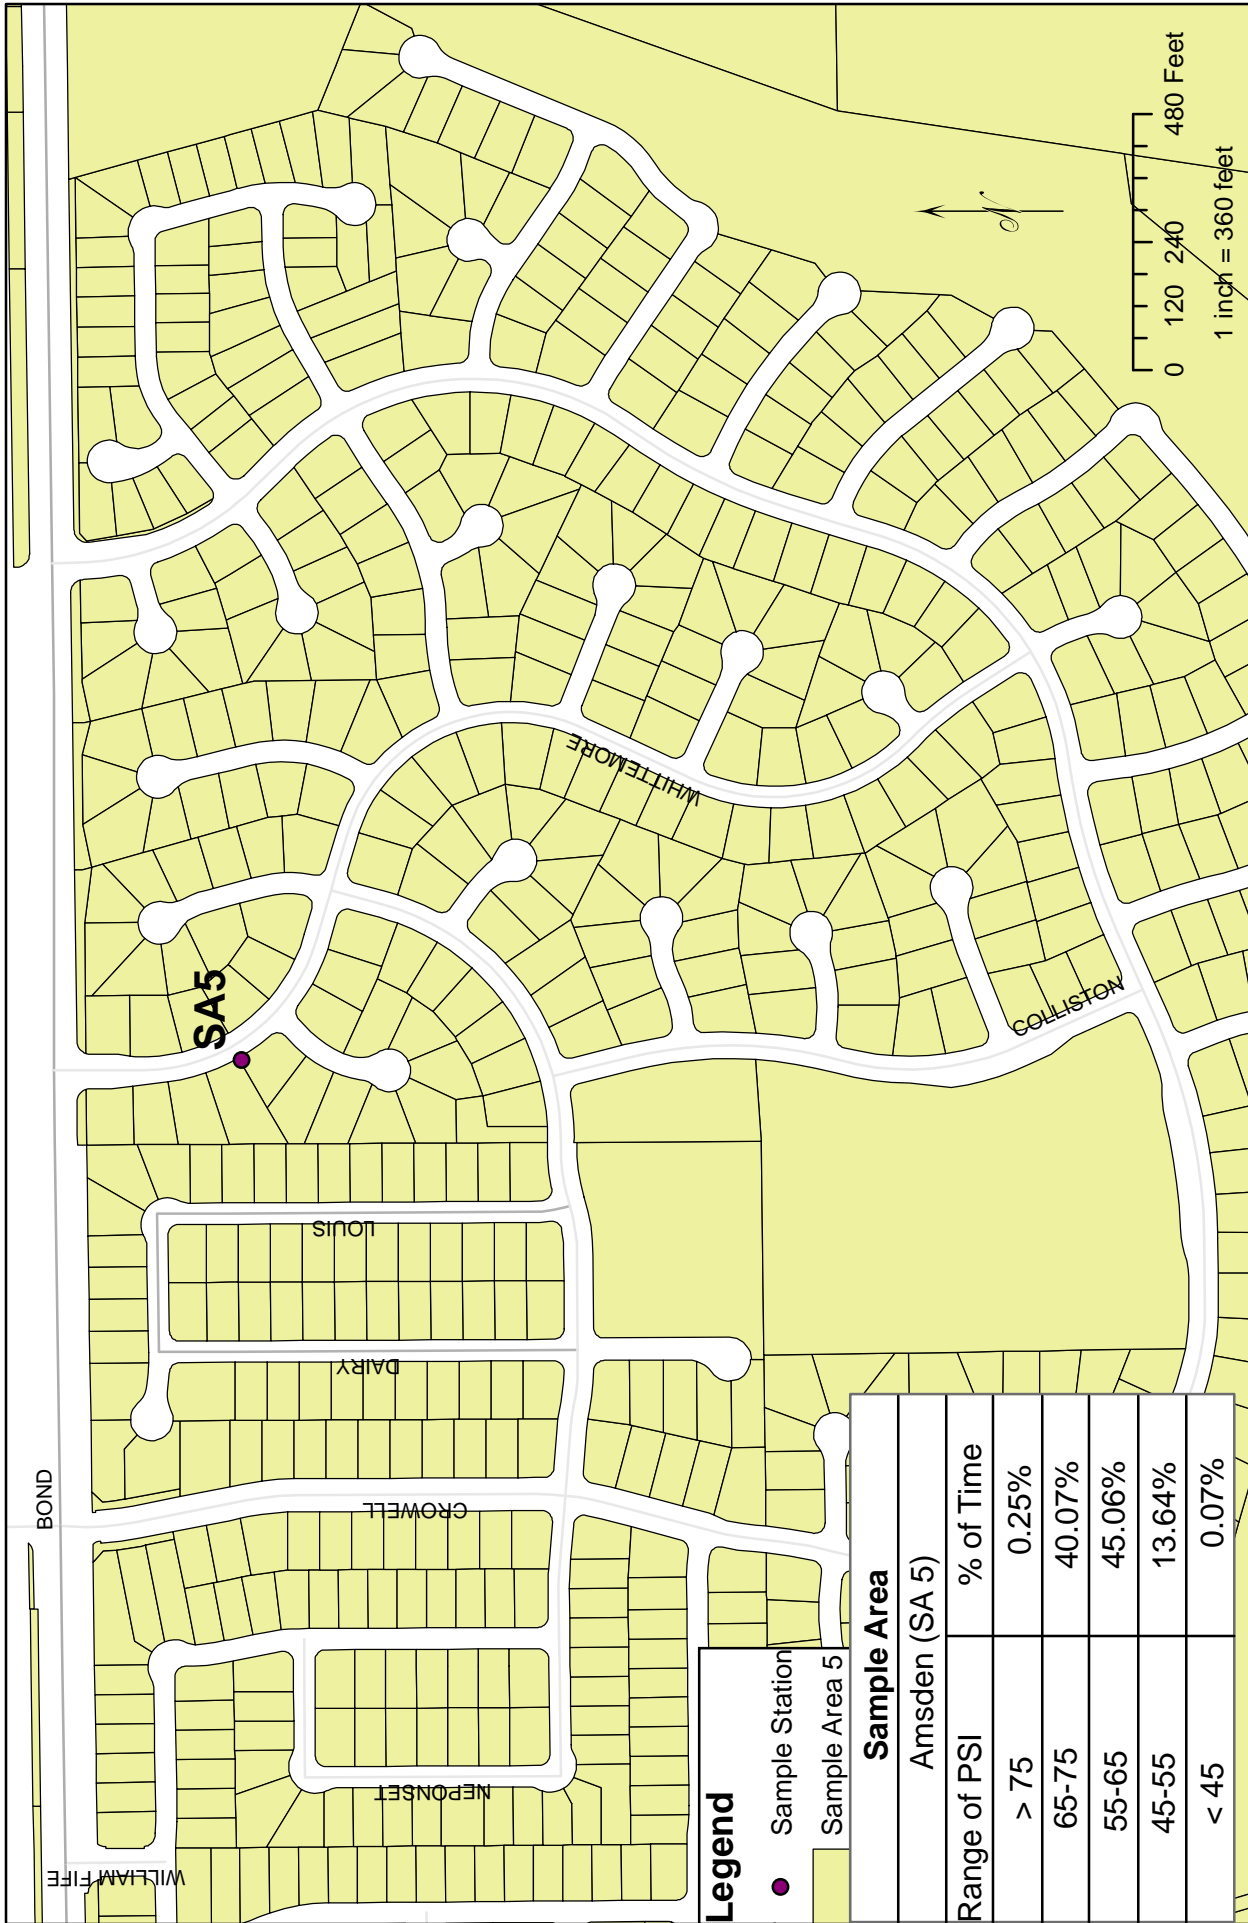 BOND
WILLIAM FIFE
NEPONSET
CROWELL
DAIRY
LOUIS
SA5
WHITTEMORE
COLLISTON
Legend
Sample Station
Sample Area 5
Sample Area
Amsden (SA 5)
Range of PSI % of Time
> 75 0.25%
65-75 40.07%
55-65 45.06%
45-55 13.64%
< 45 0.07%
N
0 120 240 480 Feet
1 inch = 360 feet